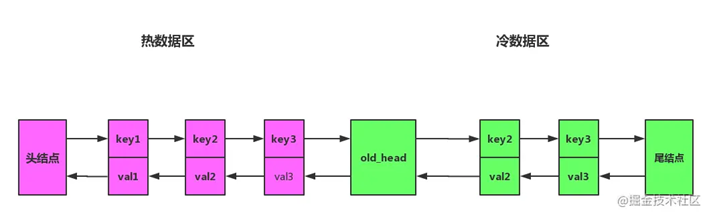 热数据区
冷数据区
头结点
key1
val1
key2
val2
key3
val3
old_head
key2
val2
key3
val3
尾结点
@掘金技术社区